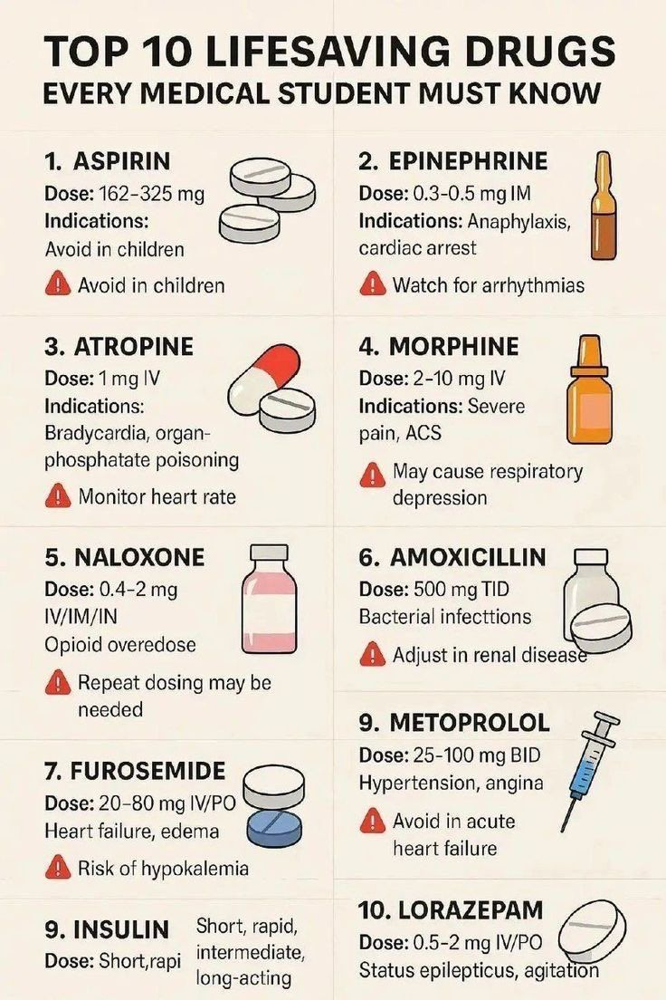 TOP 10 LIFESAVING DRUGS
EVERY MEDICAL STUDENT MUST KNOW
1. ASPIRIN
Dose: 162–325 mg
Indications:
Avoid in children
Avoid in children
2. EPINEPHRINE
Dose: 0.3-0.5 mg IM
Indications: Anaphylaxis,
cardiac arrest
Watch for arrhythmias
3. ATROPINE
Dose: 1 mg IV
Indications:
Bradycardia, organ-
phosphatate poisoning
Monitor heart rate
4. MORPHINE
Dose: 2–10 mg IV
Indications: Severe
pain, ACS
May cause respiratory
depression
5. NALOXONE
Dose: 0.4–2 mg
IV/IM/IN
Opioid overedose
Repeat dosing may be
needed
6. AMOXICILLIN
Dose: 500 mg TID
Bacterial infecttions
Adjust in renal disease
7. FUROSEMIDE
Dose: 20–80 mg IV/PO
Heart failure, edema
Risk of hypokalemia
9. METOPROLOL
Dose: 25-100 mg BID
Hypertension, angina
Avoid in acute
heart failure
9. INSULIN
Dose: Short,rapi
Short, rapid,
intermediate,
long-acting
10. LORAZEPAM
Dose: 0.5–2 mg IV/PO
Status epilepticus, agitation